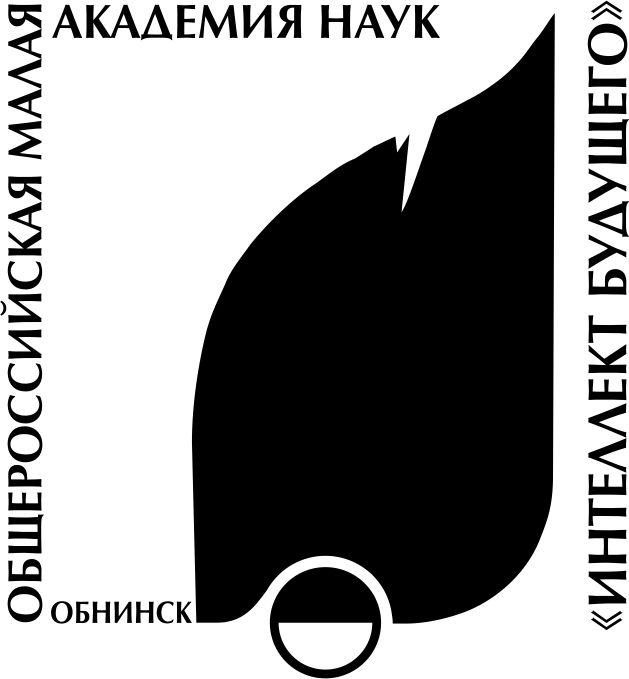 ОБЩЕРОССИЙСКАЯ МАЛАЯ
АКАДЕМИЯ НАУК
«ИНТЕЛЛЕКТ БУДУЩЕГО»
ОБНИНСК